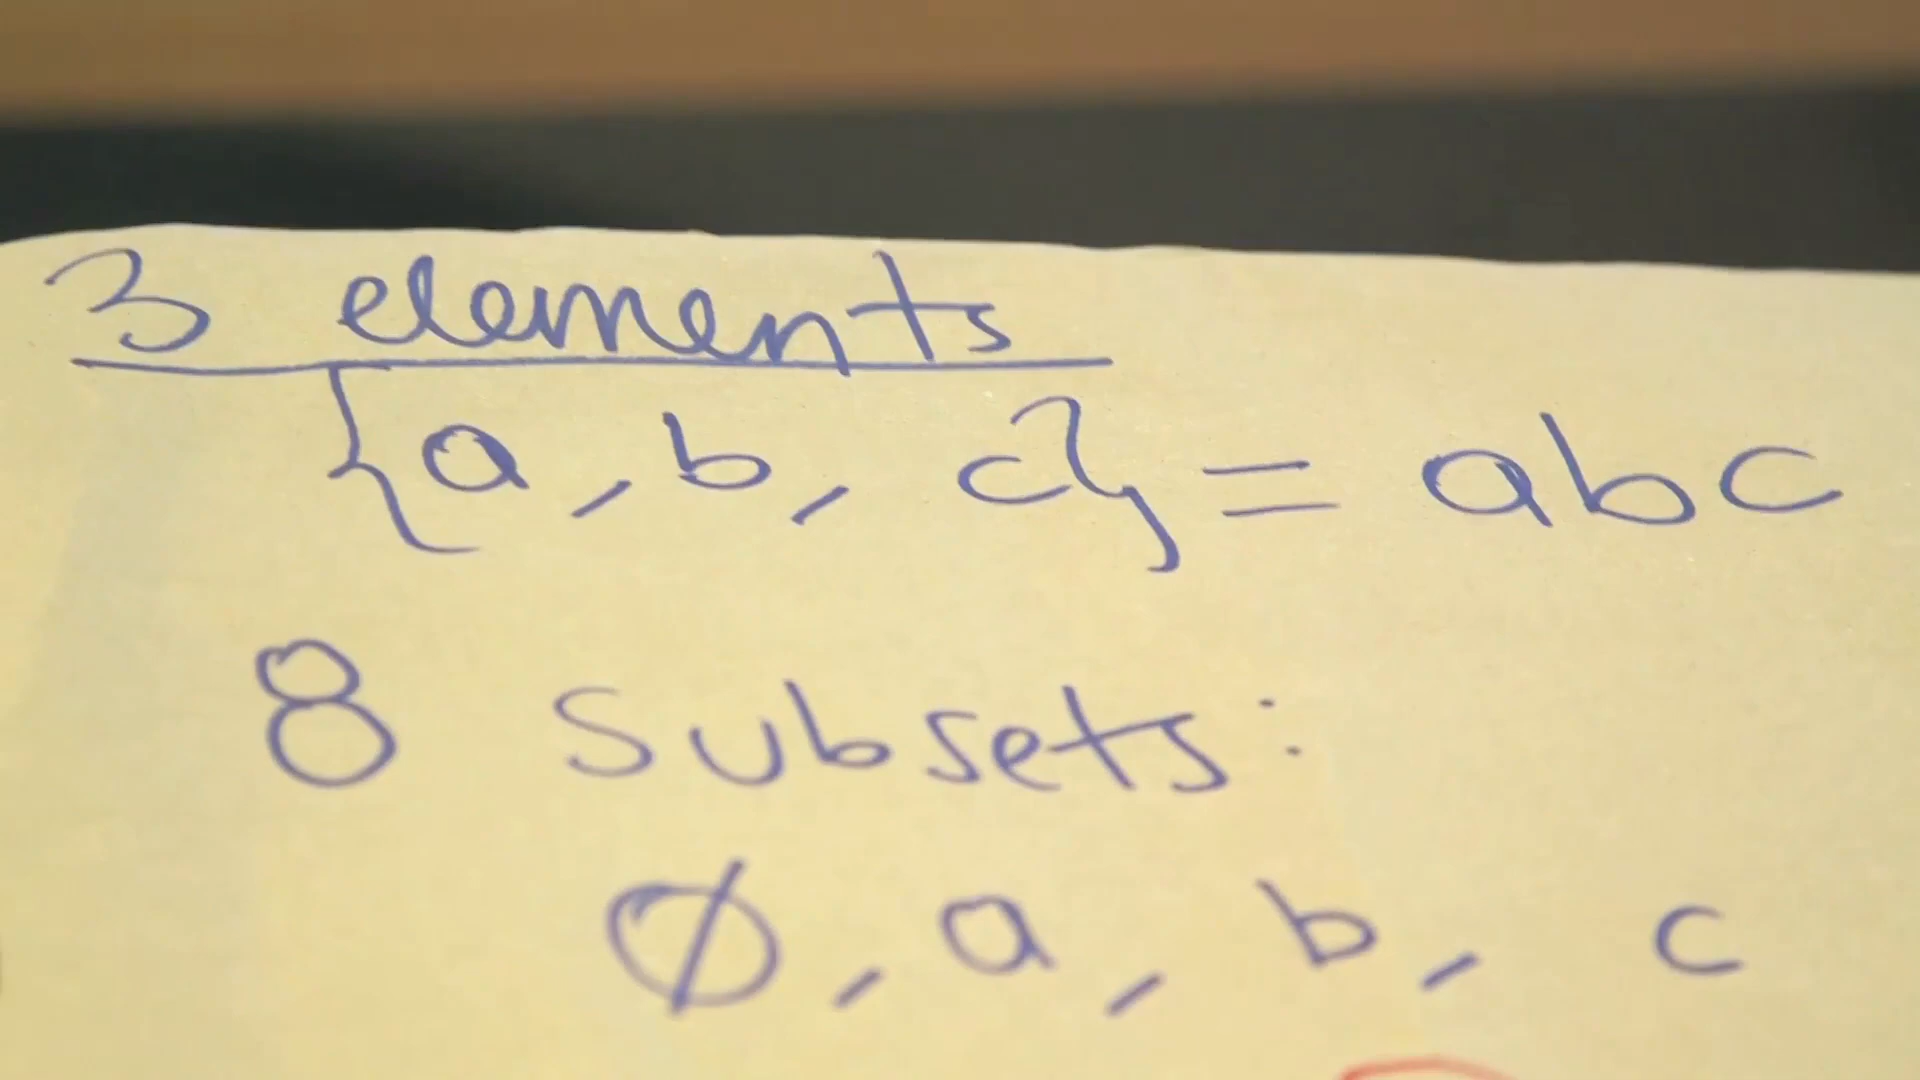 3 elements
{a, b, c} = abc
8 subsets:
∅, a, b, c